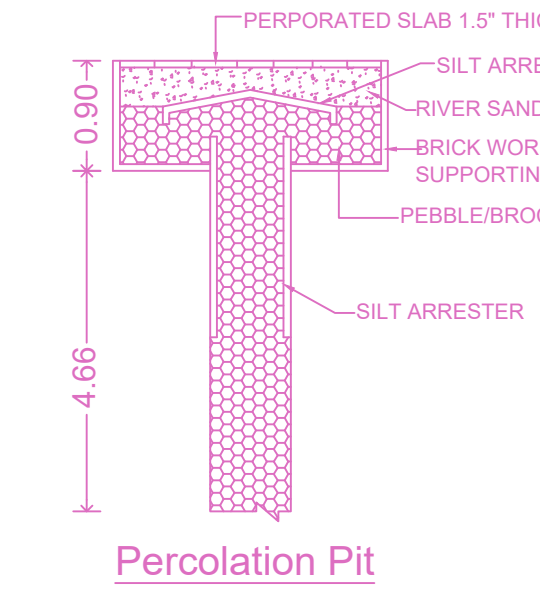 PERPORATED SLAB 1.5" THI
SILT ARRE
RIVER SAND
BRICK WOR
SUPPORTIN
PEBBLE/BRO
SILT ARRESTER
0.90
4.66
Percolation Pit